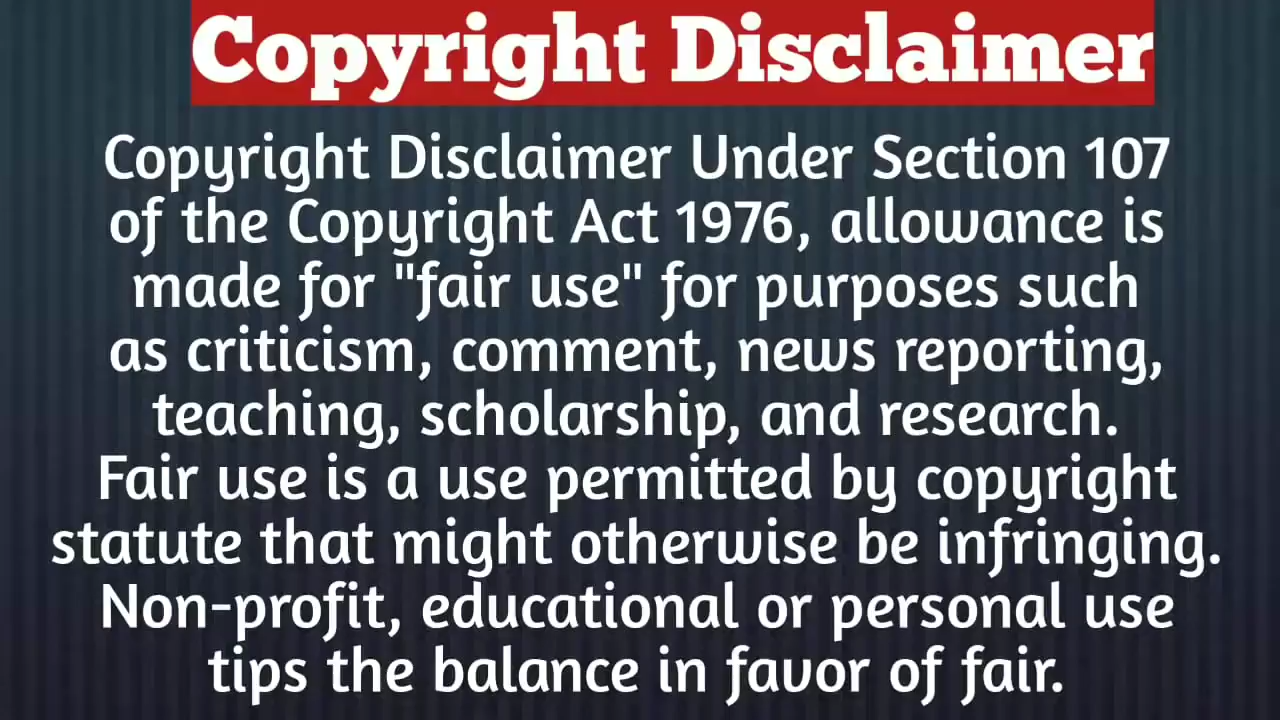 Copyright Disclaimer
Copyright Disclaimer Under Section 107
of the Copyright Act 1976, allowance is
made for "fair use" for purposes such
as criticism, comment, news reporting,
teaching, scholarship, and research.
Fair use is a use permitted by copyright
statute that might otherwise be infringing.
Non-profit, educational or personal use
tips the balance in favor of fair.